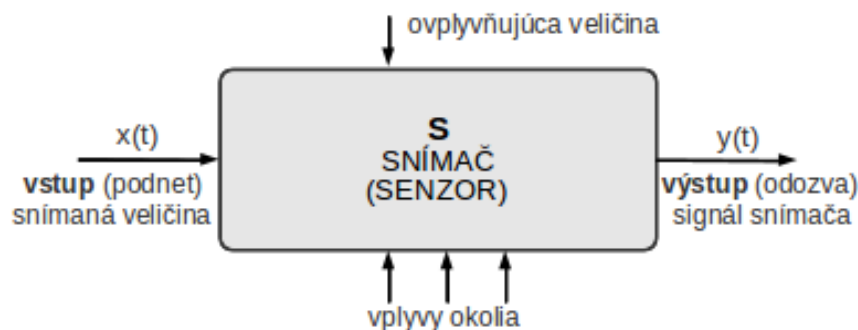 ovplyvňujúca veličina
x(t)
vstup (podnet)
snímaná veličina
S
SNÍMAČ
(SENZOR)
y(t)
výstup (odozva)
signál snímača
vplyvy okolia